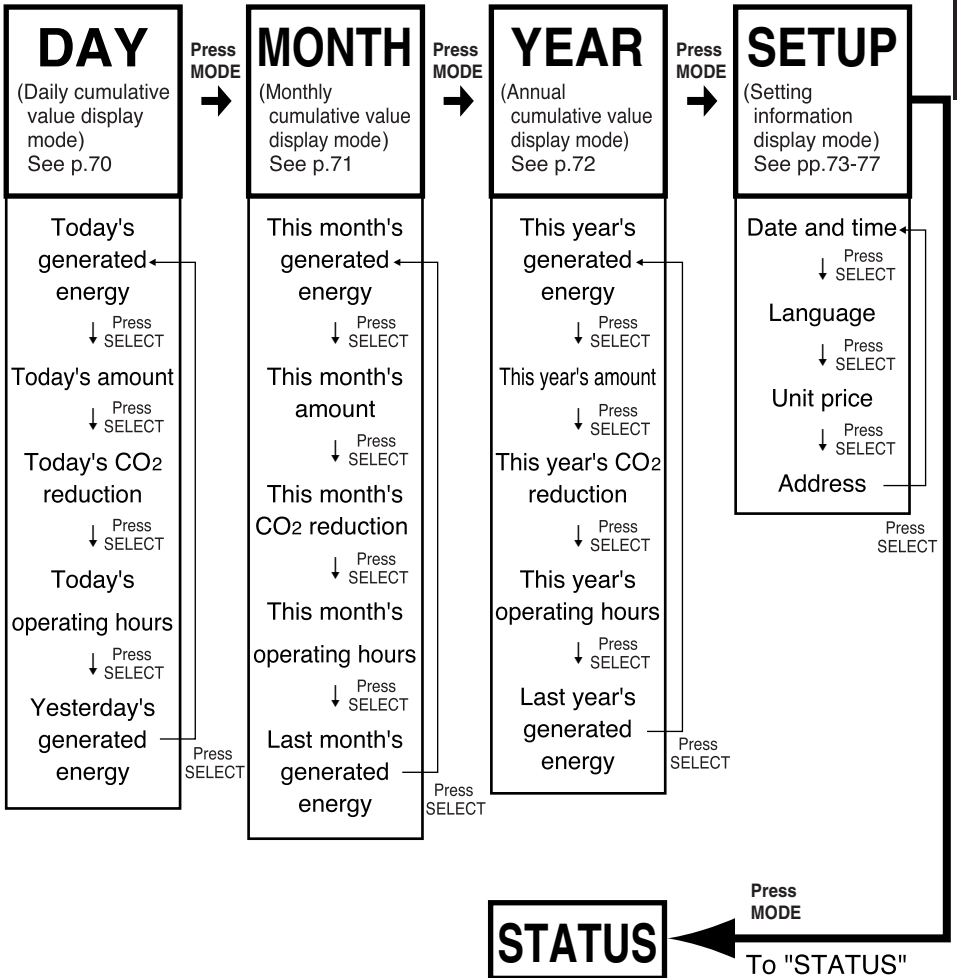 DAY
(Daily cumulative
value display
mode)
See p.70
Press
MODE
MONTH
(Monthly
cumulative value
display mode)
See p.71
Press
MODE
YEAR
(Annual
cumulative value
display mode)
See p.72
Press
MODE
SETUP
(Setting
information
display mode)
See pp.73-77
Today's
generated
energy
Press
SELECT
Today's amount
Press
SELECT
Today's CO2
reduction
Press
SELECT
Today's
operating hours
Press
SELECT
Yesterday's
generated
energy
Press
SELECT
This month's
generated
energy
Press
SELECT
This month's
amount
Press
SELECT
This month's
CO2 reduction
Press
SELECT
This month's
operating hours
Press
SELECT
Last month's
generated
energy
Press
SELECT
This year's
generated
energy
Press
SELECT
This year's amount
Press
SELECT
This year's CO2
reduction
Press
SELECT
This year's
operating hours
Press
SELECT
Last year's
generated
energy
Press
SELECT
Date and time
Press
SELECT
Language
Press
SELECT
Unit price
Press
SELECT
Address
Press
SELECT
Press
MODE
STATUS
To "STATUS"